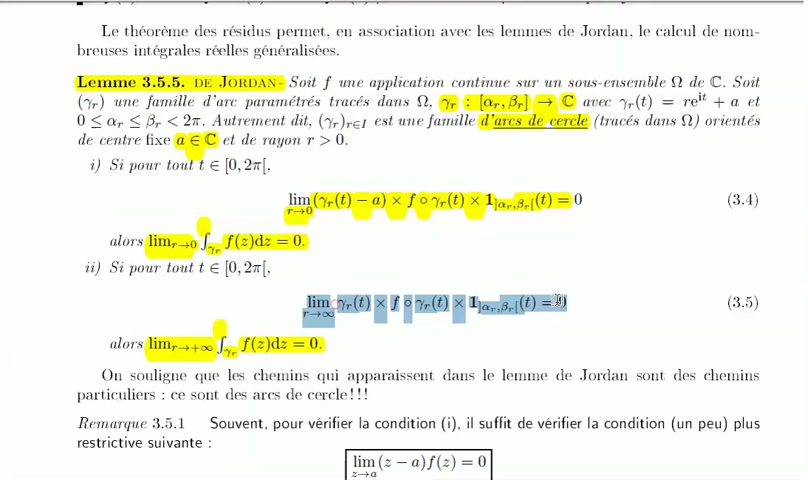 Le théorème des résidus permet, en association avec les lemmes de Jordan, le calcul de nom-
breuses intégrales réelles généralisées.
Lemme 3.5.5. DE JORDAN- Soit f une application continue sur un sous-ensemble Ω de ℂ. Soit
(γ_r) une famille d'arc paramétrés tracés dans Ω, γ_r : [α_r, β_r] → ℂ avec γ_r(t) = re^{it} + a et
0 ≤ α_r ≤ β_r < 2π. Autrement dit, (γ_r)_{r∈I} est une famille d'arcs de cercle (tracés dans Ω) orientés
de centre fixe a ∈ ℂ et de rayon r > 0.
i) Si pour tout t ∈ [0, 2π[,
lim_{r→0} (γ_r(t) − a) × f ∘ γ_r(t) × 1_{]α_r,β_r[}(t) = 0 (3.4)
alors lim_{r→0} ∫_{γ_r} f(z)dz = 0.
ii) Si pour tout t ∈ [0, 2π[,
lim_{r→∞} γ_r(t) × f ∘ γ_r(t) × 1_{]α_r,β_r[}(t) = 0 (3.5)
alors lim_{r→+∞} ∫_{γ_r} f(z)dz = 0.
On souligne que les chemins qui apparaissent dans le lemme de Jordan sont des chemins
particuliers : ce sont des arcs de cercle!!!
Remarque 3.5.1 Souvent, pour vérifier la condition (i), il suffit de vérifier la condition (un peu) plus
restrictive suivante :
lim_{z→a} (z − a)f(z) = 0